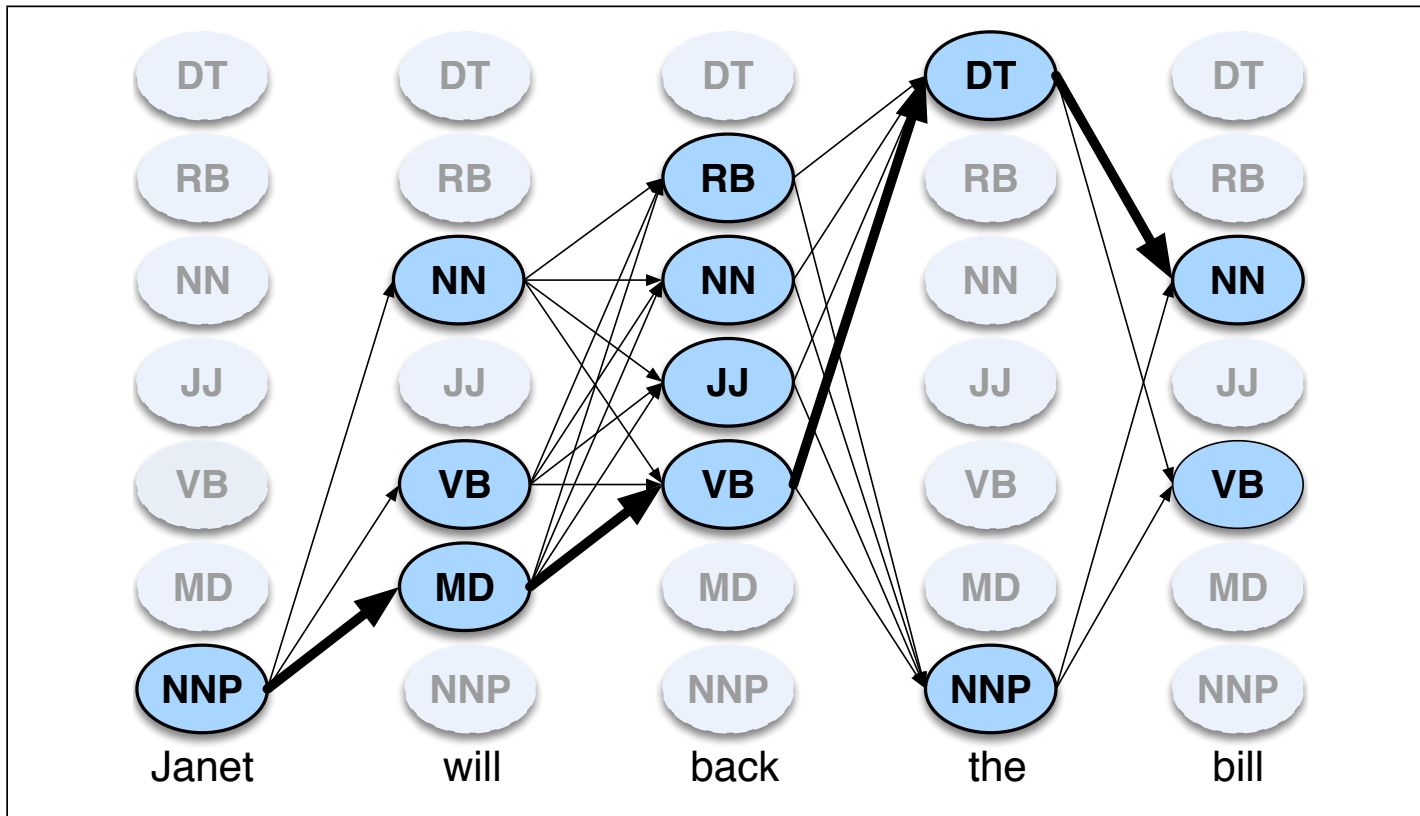 DT DT DT DT DT
RB RB RB RB RB
NN NN NN NN NN
JJ JJ JJ JJ JJ
VB VB VB VB VB
MD MD MD MD MD
NNP NNP NNP NNP NNP
Janet will back the bill